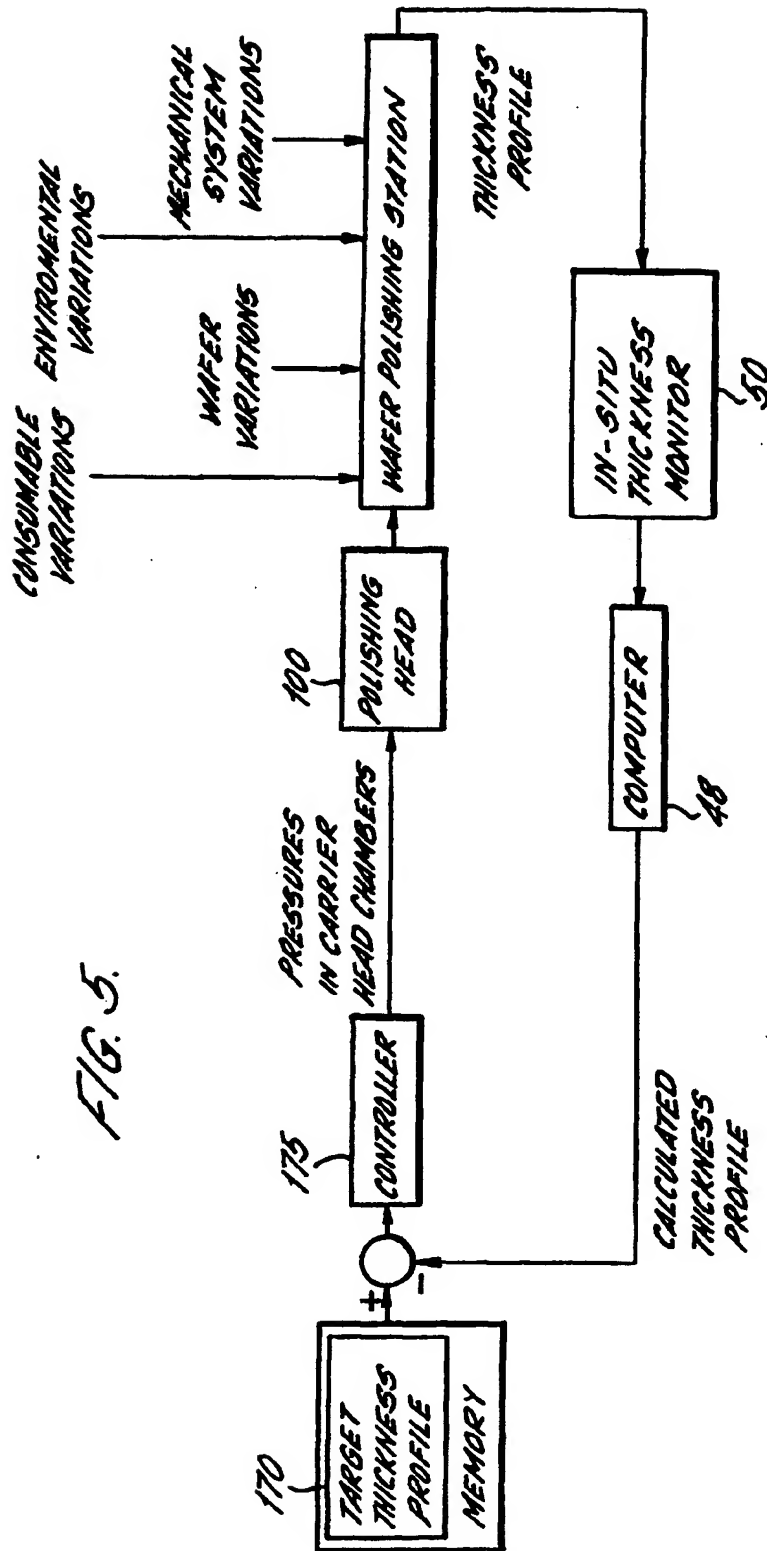 FIG. 5.
170
TARGET
THICKNESS
PROFILE
MEMORY
+
-
175
CONTROLLER
PRESSURES
IN CARRIER
HEAD CHAMBERS
100
POLISHING
HEAD
CONSUMABLE
VARIATIONS
ENVIROMENTAL
VARIATIONS
WAFER
VARIATIONS
MECHANICAL
SYSTEM
VARIATIONS
WAFER POLISHING STATION
THICKNESS
PROFILE
IN-SITU
THICKNESS
MONITOR
50
COMPUTER
48
CALCULATED
THICKNESS
PROFILE